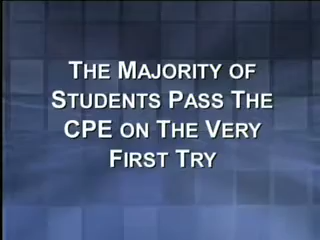 The Majority of
Students Pass The
CPE on The Very
First Try